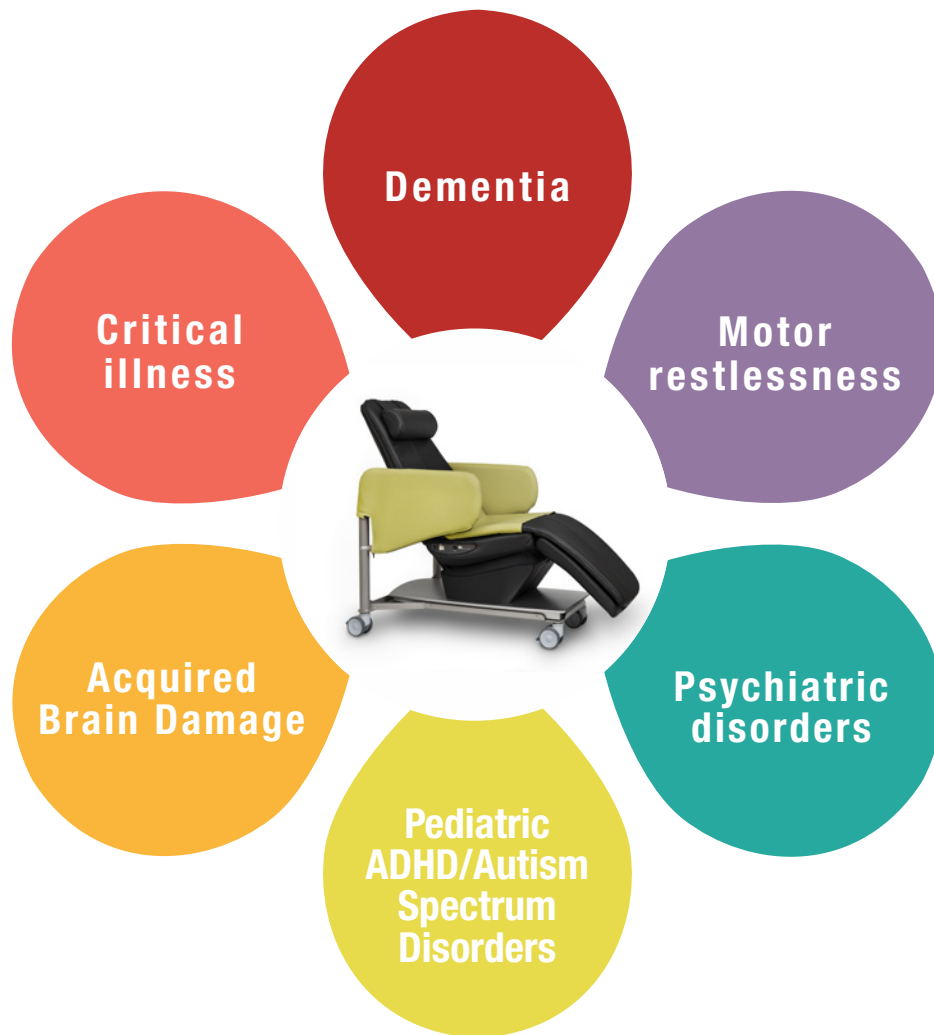 Dementia
Motor
restlessness
Psychiatric
disorders
Pediatric
ADHD/Autism
Spectrum
Disorders
Acquired
Brain Damage
Critical
illness